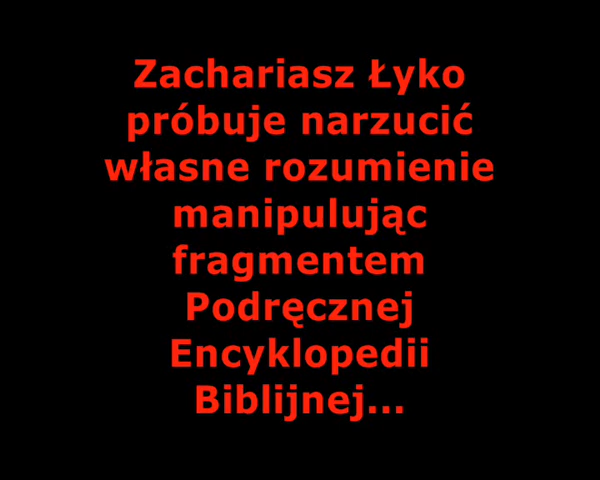 Zachariasz Łyko
próbuje narzucić
własne rozumienie
manipulując
fragmentem
Podręcznej
Encyklopedii
Biblijnej...